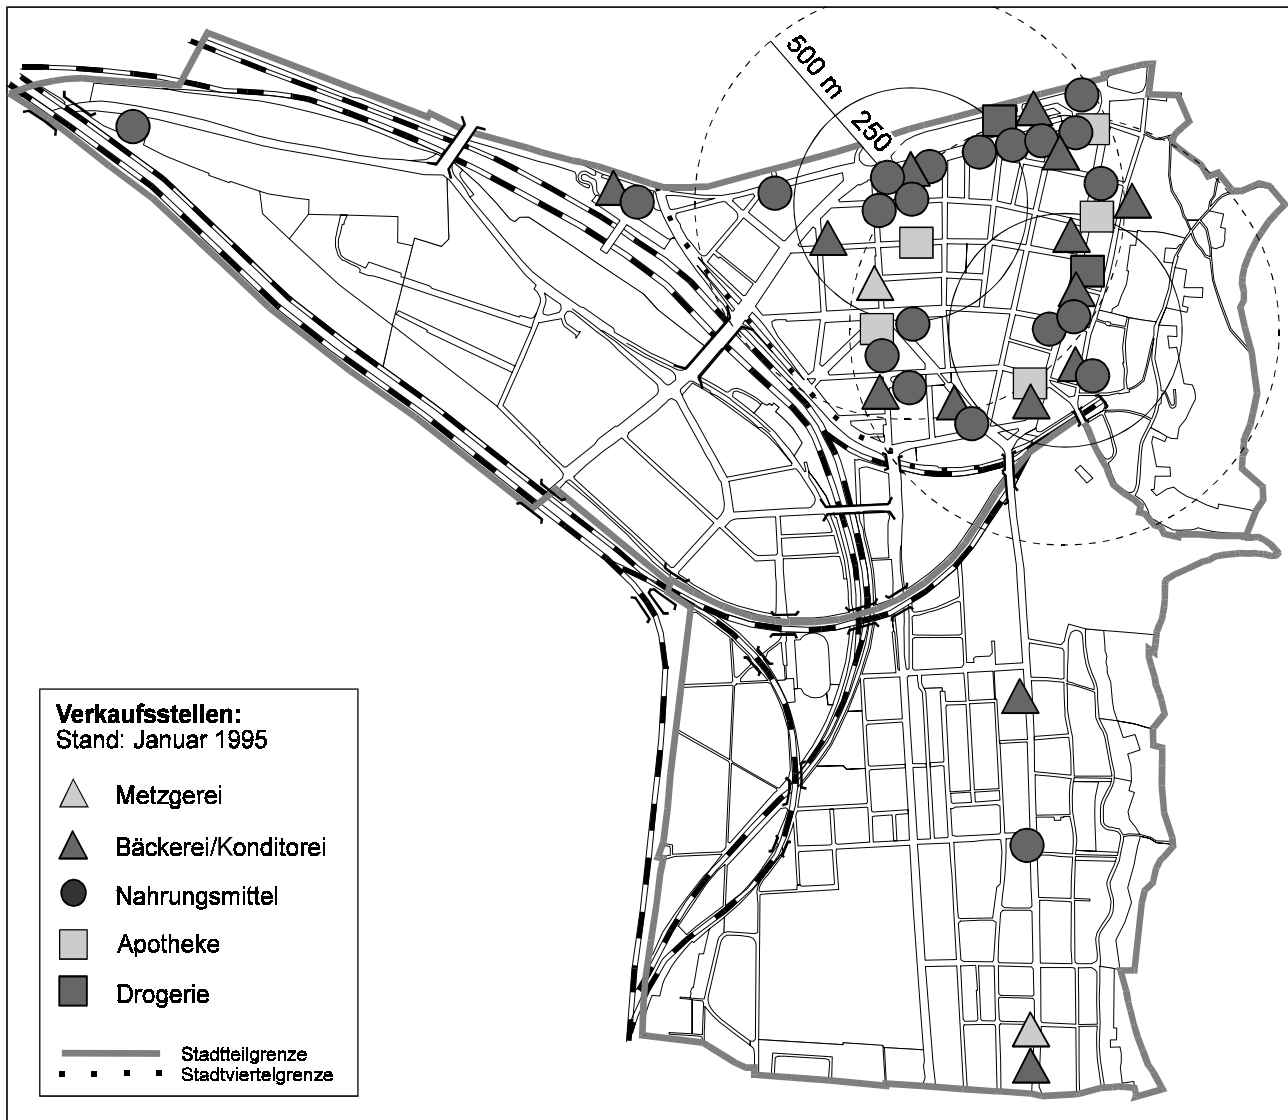 500 m
250
Verkaufsstellen:
Stand: Januar 1995
Metzgerei
Bäckerei/Konditorei
Nahrungsmittel
Apotheke
Drogerie
Stadtteilgrenze
Stadtviertelgrenze